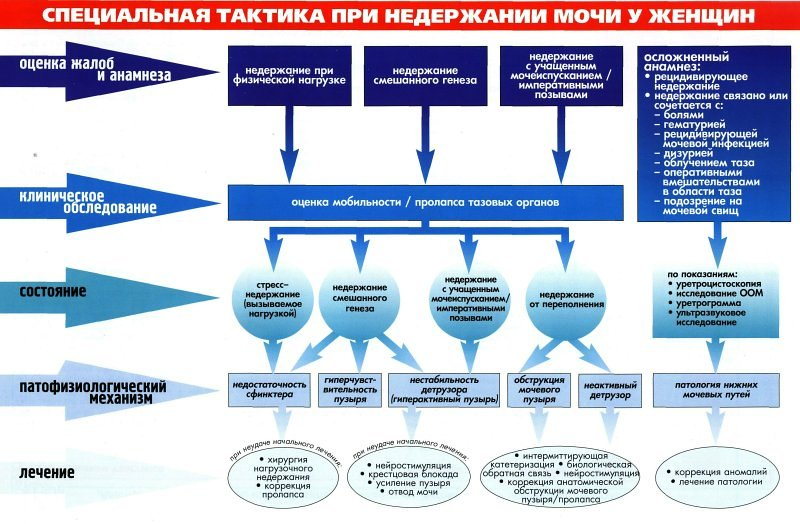 СПЕЦИАЛЬНАЯ ТАКТИКА ПРИ НЕДЕРЖАНИИ МОЧИ У ЖЕНЩИН
оценка жалоб
и анамнеза
недержание при
физической нагрузке
недержание
смешанного генеза
недержание
с учащенным
мочеиспусканием /
императивными
позывами
осложненный
анамнез:
• рецидивирующее
недержание
• недержание связано или
сочетается с:
– болями
– гематурией
– рецидивирующей
мочевой инфекцией
– дизурией
– облучением таза
– оперативными
вмешательствами
в области таза
– подозрение на
мочевой свищ
клиническое
обследование
оценка мобильности / пролапса тазовых органов
состояние
стресс–
недержание
(вызываемое
нагрузкой)
недержание
смешанного
генеза
недержание
с учащенным
мочеиспусканием/
императивными
позывами
недержание
от переполнения
по показаниям:
• уретроцистоскопия
• исследование ООМ
• уретрограмма
• ультразвуковое
исследование
патофизиологический
механизм
недостаточность
сфинктера
гиперчувст-
вительность
пузыря
нестабильность
детрузора
(гиперактивный пузырь)
обструкция
мочевого
пузыря
неактивный
детрузор
патология нижних
мочевых путей
лечение
при неудаче начального лечения:
• хирургия
нагрузочного
недержания
• коррекция
пролапса
при неудаче начального лечения:
• нейростимуляция
• крестцовая блокада
• усиление пузыря
• отвод мочи
• интермиттирующая
катетеризация • биологическая
обратная связь • нейростимуляция
• коррекция анатомической
обструкции мочевого
пузыря/пролапса
• коррекция аномалий
• лечение патологии